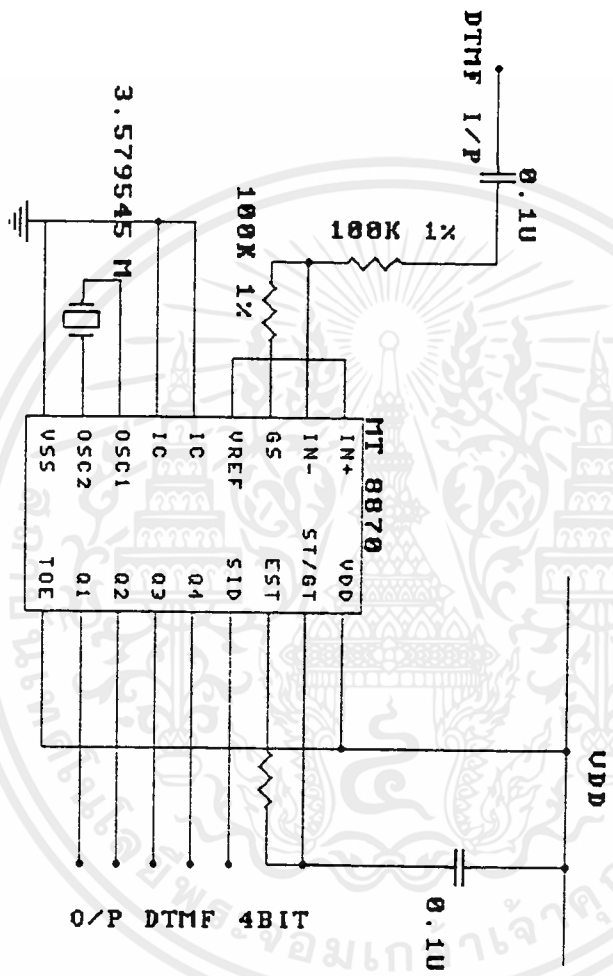 DTMF I/P
0.1U
100K 1%
100K 1%
3.579545 M
MT 8870
IN+
IN-
GS
VREF
IC
IC
OSC1
OSC2
VSS
VDD
ST/GT
EST
SID
Q4
Q3
Q2
Q1
TOE
VDD
0.1U
O/P DTMF 4BIT